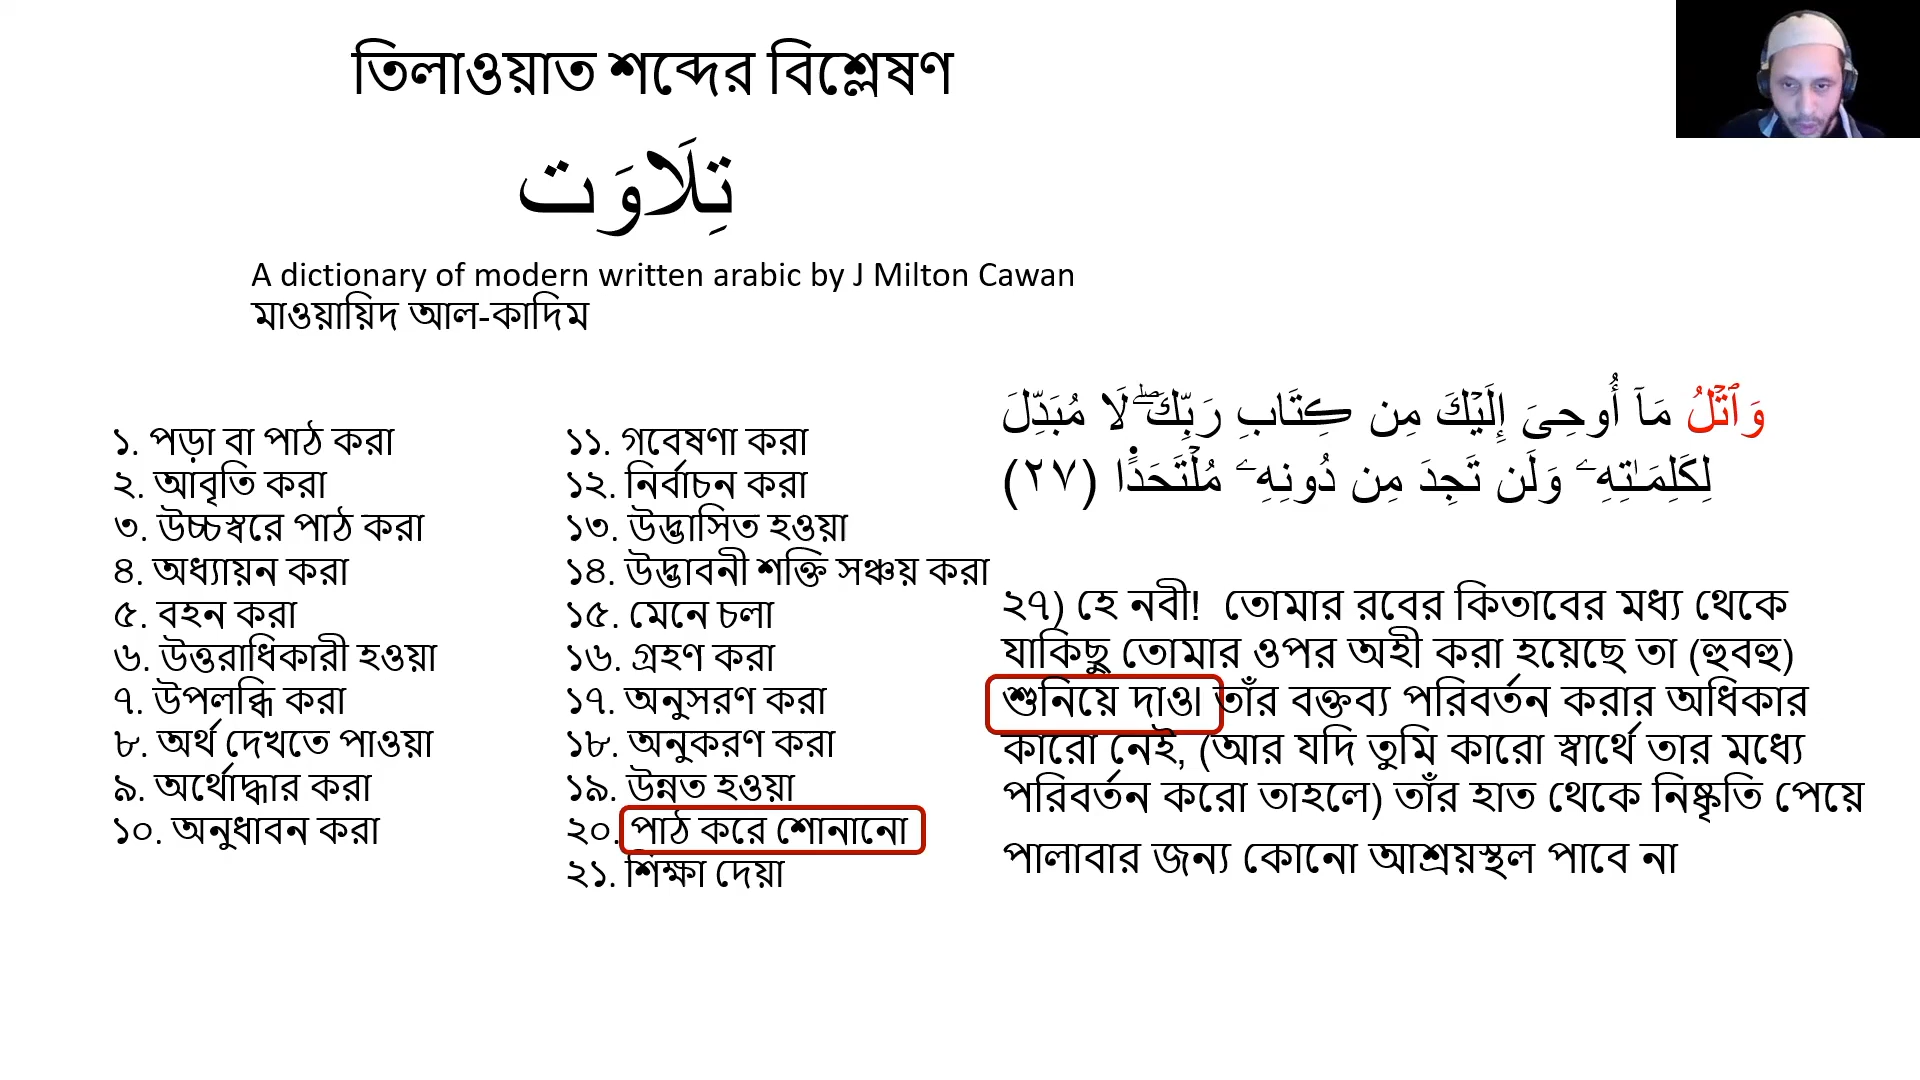 তিলাওয়াত শব্দের বিশ্লেষণ
تِلَاوَت
A dictionary of modern written arabic by J Milton Cawan
মাওয়ায়িদ আল-কাদিম
১. পড়া বা পাঠ করা
২. আবৃতি করা
৩. উচ্চস্বরে পাঠ করা
৪. অধ্যায়ন করা
৫. বহন করা
৬. উত্তরাধিকারী হওয়া
৭. উপলব্ধি করা
৮. অর্থ দেখতে পাওয়া
৯. অর্থোদ্ধার করা
১০. অনুধাবন করা
১১. গবেষণা করা
১২. নির্বাচন করা
১৩. উদ্ভাসিত হওয়া
১৪. উদ্ভাবনী শক্তি সঞ্চয় করা
১৫. মেনে চলা
১৬. গ্রহণ করা
১৭. অনুসরণ করা
১৮. অনুকরণ করা
১৯. উন্নত হওয়া
২০. পাঠ করে শোনানো
২১. শিক্ষা দেয়া
وَٱتْلُ مَآ أُوحِىَ إِلَيْكَ مِن كِتَابِ رَبِّكَ ۖ لَا مُبَدِّلَ
لِكَلِمَـٰتِهِۦ وَلَن تَجِدَ مِن دُونِهِۦ مُلْتَحَدًۭا (٢٧)
২৭) হে নবী! তোমার রবের কিতাবের মধ্য থেকে
যাকিছু তোমার ওপর অহী করা হয়েছে তা (হুবহু)
শুনিয়ে দাও৷ তাঁর বক্তব্য পরিবর্তন করার অধিকার
কারো নেই, (আর যদি তুমি কারো স্বার্থে তার মধ্যে
পরিবর্তন করো তাহলে) তাঁর হাত থেকে নিষ্কৃতি পেয়ে
পালাবার জন্য কোনো আশ্রয়স্থল পাবে না